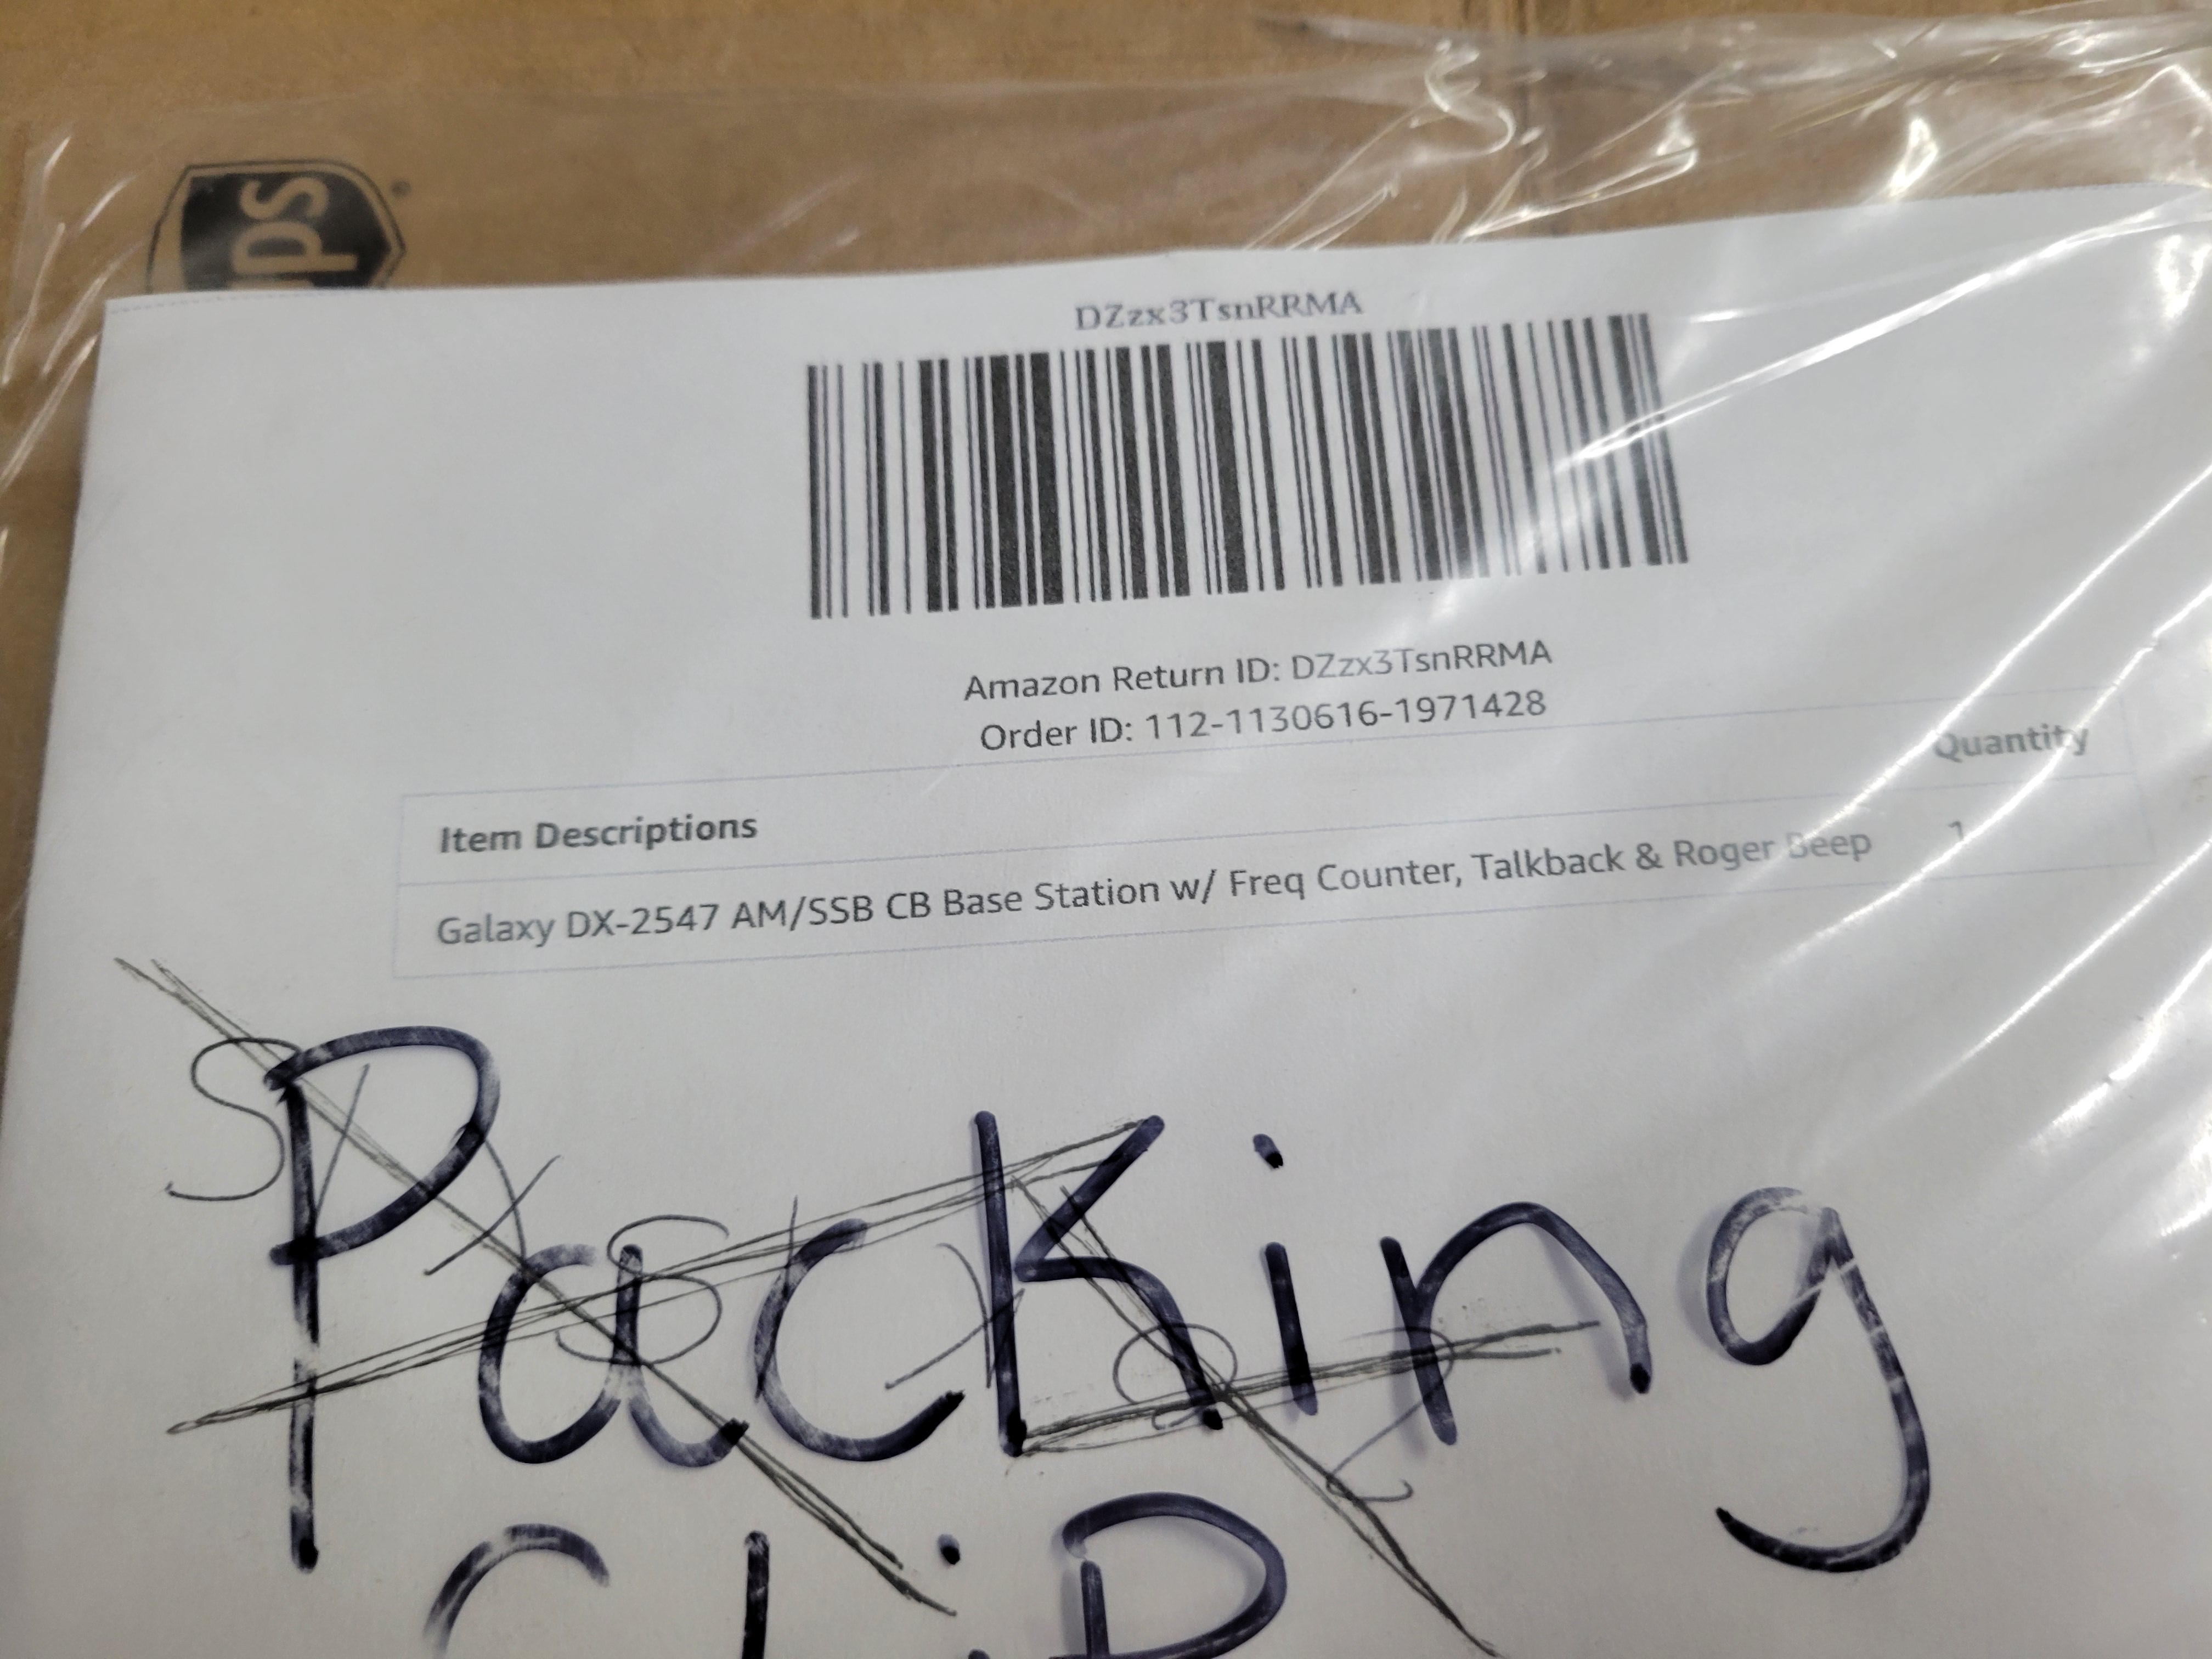 ups
DZzx3TsnRRMA
Amazon Return ID: DZzx3TsnRRMA
Order ID: 112-1130616-1971428
Item Descriptions Quantity
Galaxy DX-2547 AM/SSB CB Base Station w/ Freq Counter, Talkback & Roger Beep 1
Packing